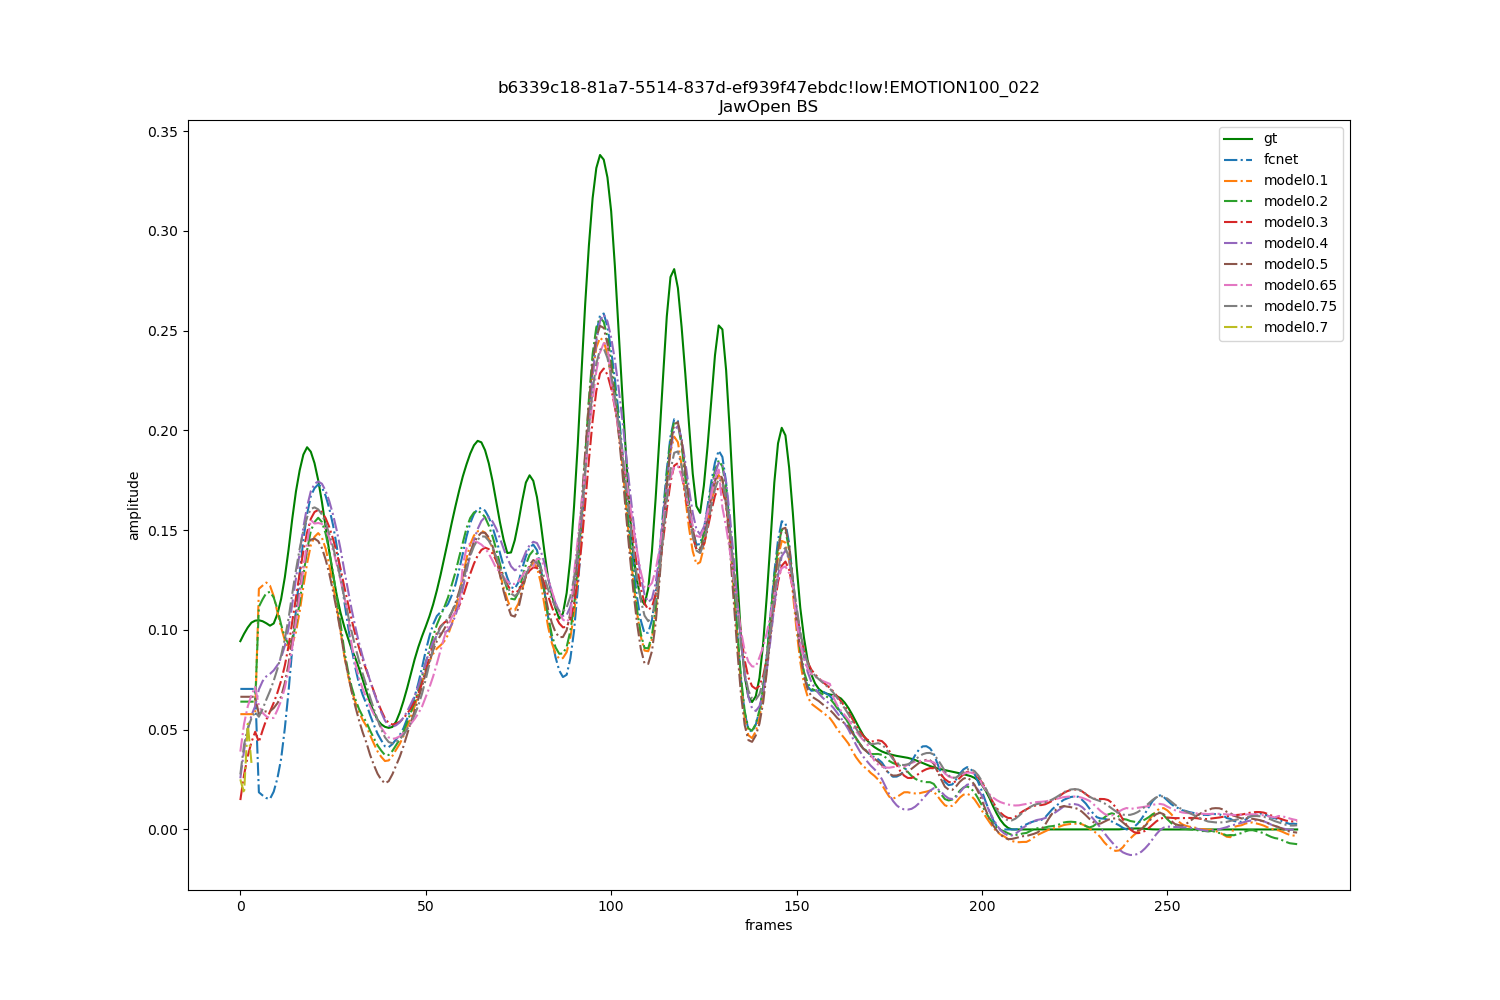 b6339c18-81a7-5514-837d-ef939f47ebdc!low!EMOTION100_022
JawOpen BS
0.35
0.30
0.25
0.20
0.15
0.10
0.05
0.00
amplitude
gt
fcnet
model0.1
model0.2
model0.3
model0.4
model0.5
model0.65
model0.75
model0.7
0 50 100 150 200 250
frames